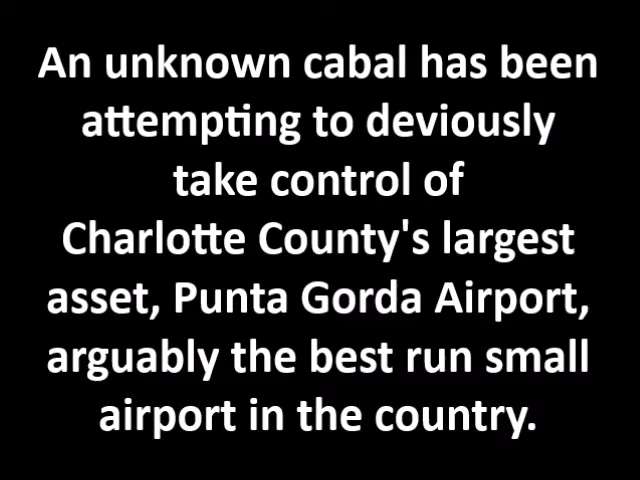 An unknown cabal has been
attempting to deviously
take control of
Charlotte County's largest
asset, Punta Gorda Airport,
arguably the best run small
airport in the country.